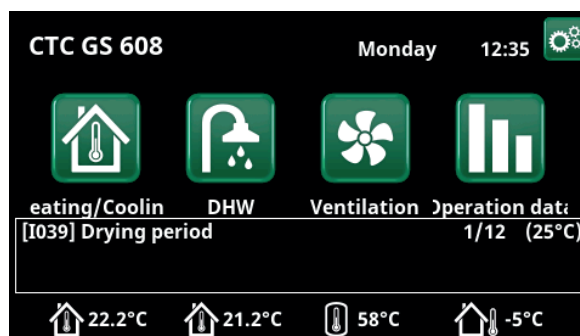 CTC GS 608 Monday 12:35
eating/Coolin DHW Ventilation Operation data
[I039] Drying period 1/12 (25°C)
22.2°C 21.2°C 58°C -5°C